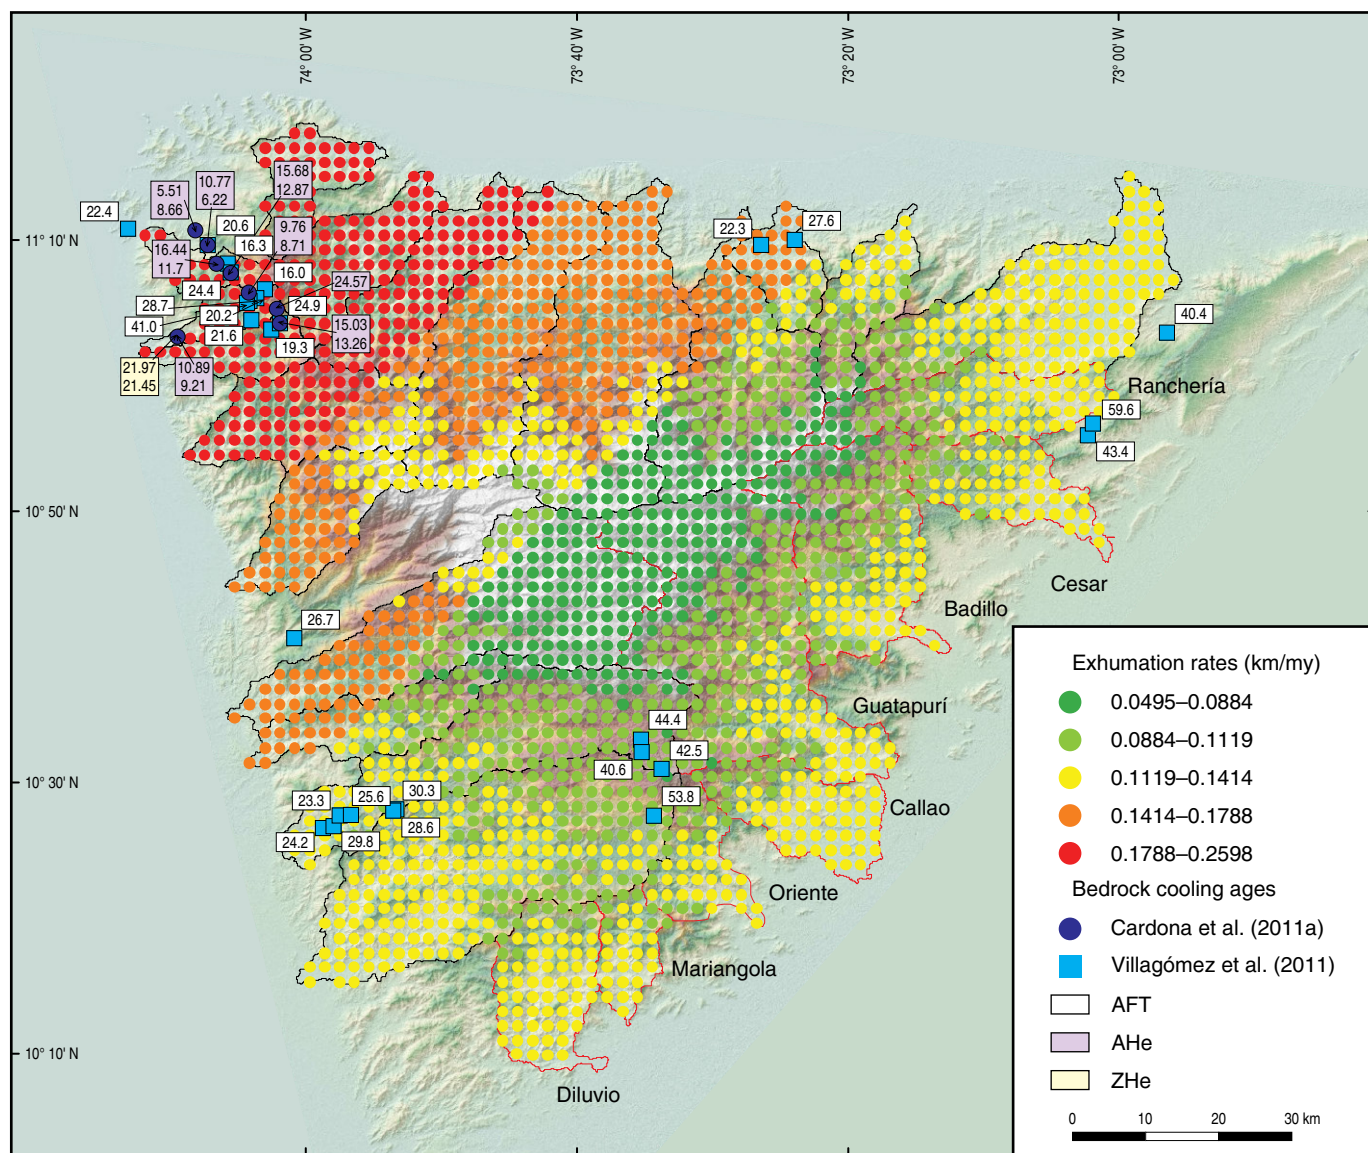 74° 00' W
73° 40' W
73° 20' W
73° 00' W
11° 10' N
10° 50' N
10° 30' N
10° 10' N
22.4
5.51
8.66
10.77
6.22
15.68
12.87
20.6
16.3
9.76
8.71
16.44
11.7
16.0
24.57
24.4
28.7
24.9
41.0
20.2
15.03
13.26
21.6
19.3
21.97
21.45
10.89
9.21
22.3
27.6
40.4
Ranchería
59.6
43.4
Cesar
Badillo
26.7
Guatapurí
44.4
42.5
40.6
53.8
Callao
23.3
25.6
30.3
28.6
24.2
29.8
Oriente
Mariangola
Diluvio
Exhumation rates (km/my)
0.0495–0.0884
0.0884–0.1119
0.1119–0.1414
0.1414–0.1788
0.1788–0.2598
Bedrock cooling ages
Cardona et al. (2011a)
Villagómez et al. (2011)
AFT
AHe
ZHe
0 10 20 30 km